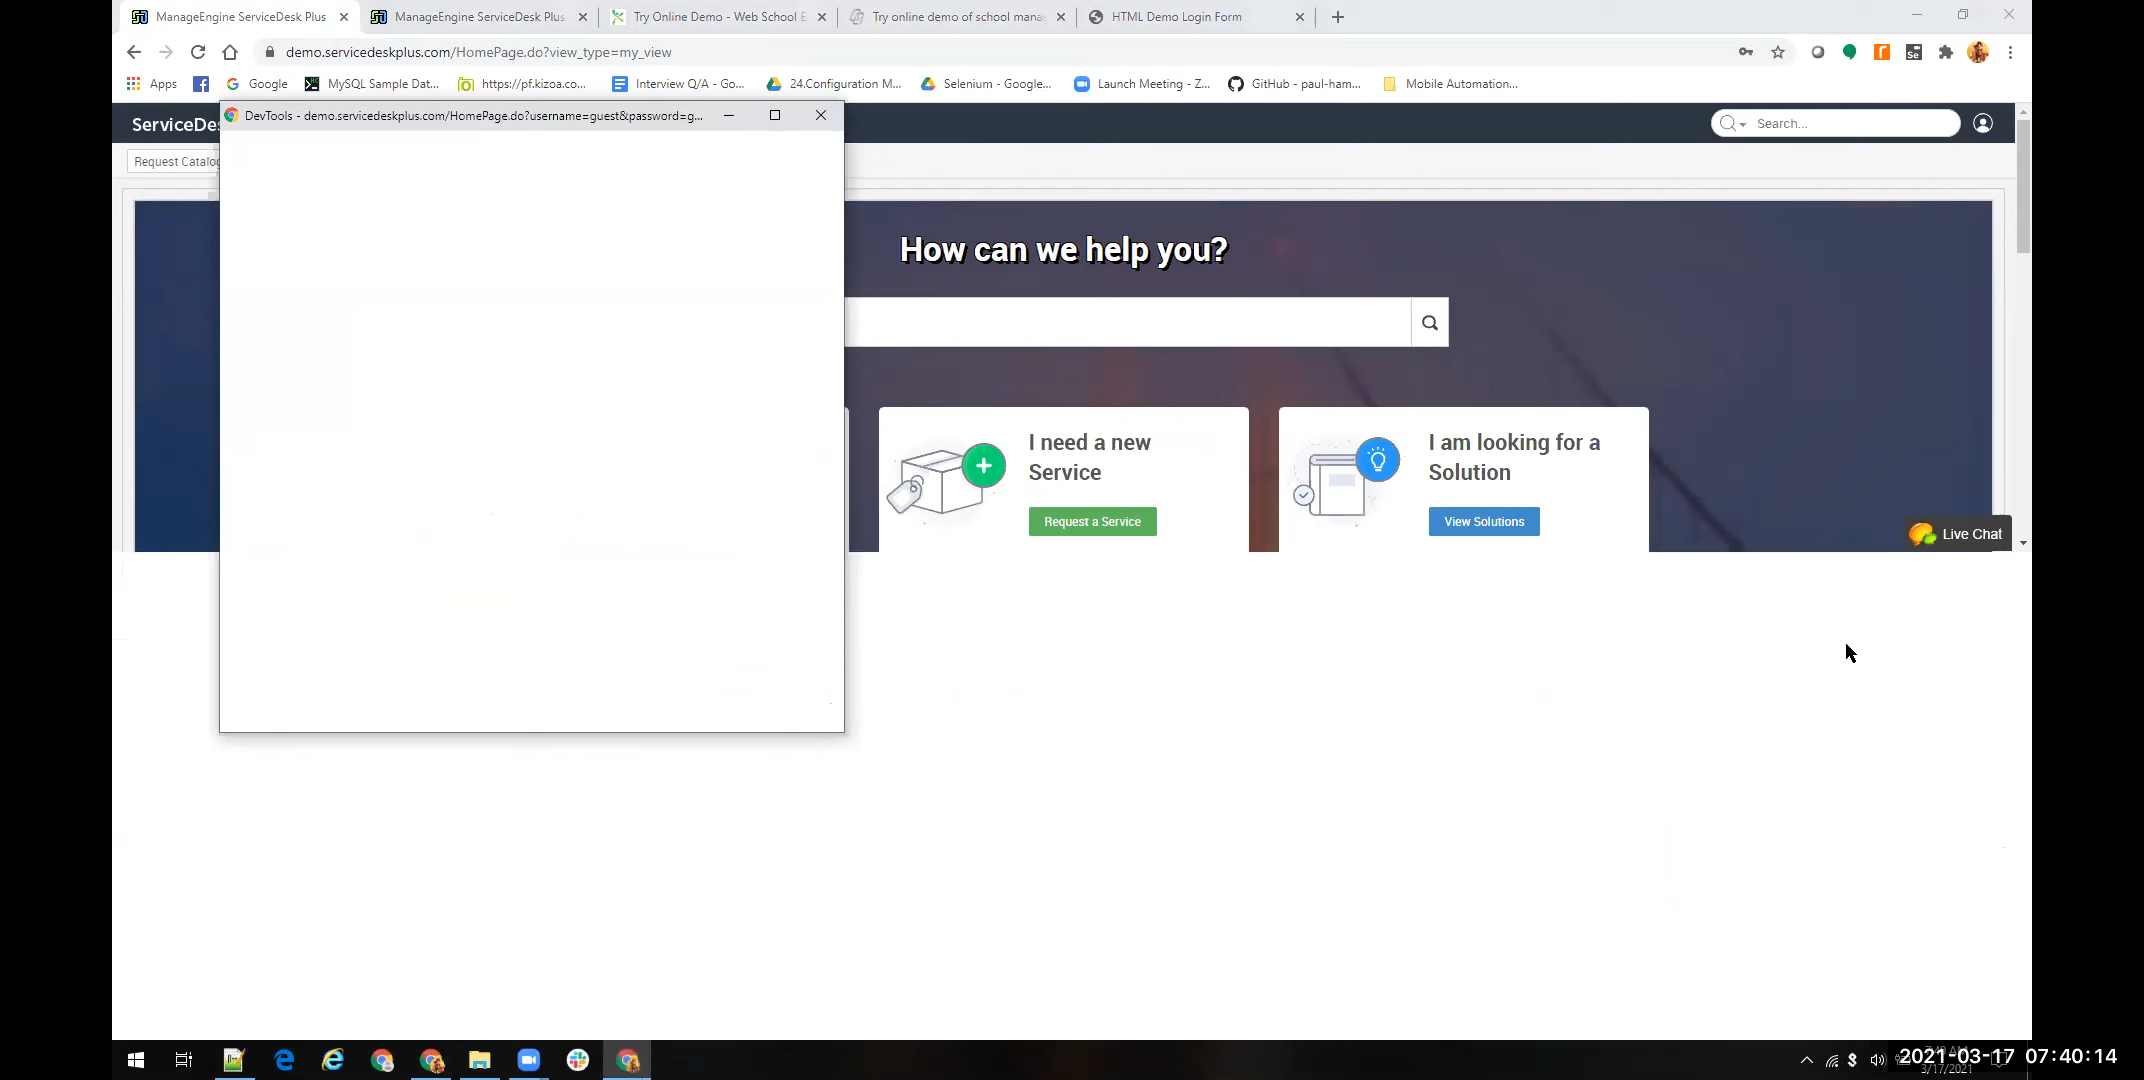 ManageEngine ServiceDesk Plus
ManageEngine ServiceDesk Plus
Try Online Demo - Web School E
Try online demo of school mana
HTML Demo Login Form
demo.servicedeskplus.com/HomePage.do?view_type=my_view
Apps
Google
MySQL Sample Dat...
https://pf.kizoa.co...
Interview Q/A - Go...
24.Configuration M...
Selenium - Google...
Launch Meeting - Z...
GitHub - paul-ham...
Mobile Automation...
DevTools - demo.servicedeskplus.com/HomePage.do?username=guest&password=g...
ServiceDes
Search...
Request Catalog
How can we help you?
I need a new
Service
Request a Service
I am looking for a
Solution
View Solutions
Live Chat
2021-03-17 07:40:14
3/17/2021